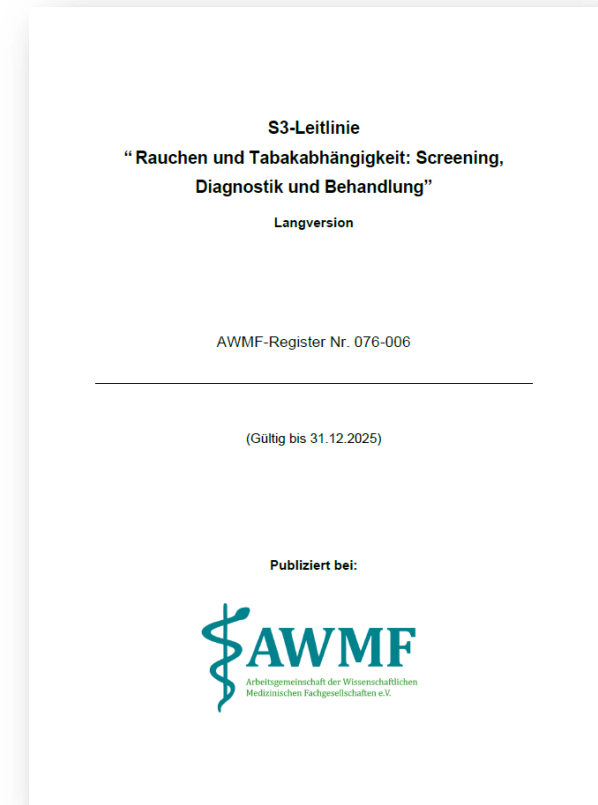 S3-Leitlinie
“ Rauchen und Tabakabhängigkeit: Screening,
Diagnostik und Behandlung”
Langversion
AWMF-Register Nr. 076-006
(Gültig bis 31.12.2025)
Publiziert bei:
AWMF
Arbeitsgemeinschaft der Wissenschaftlichen
Medizinischen Fachgesellschaften e.V.